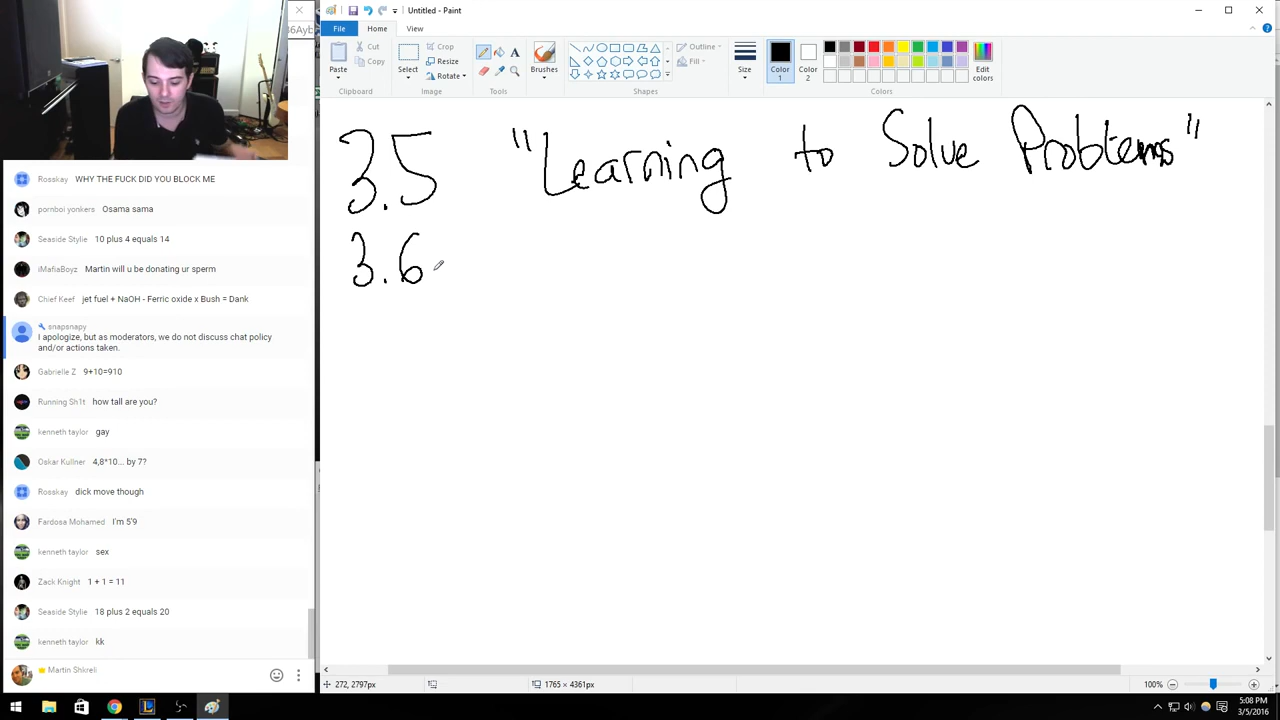 Untitled - Paint
File
Home
View
36Ayb
Paste
Cut
Copy
Clipboard
Select
Crop
Resize
Rotate
Image
Tools
Brushes
Shapes
Outline
Fill
Size
Color 1
Color 2
Edit colors
Colors
3.5 "Learning to Solve Problems"
3.6
Rosskay WHY THE FUCK DID YOU BLOCK ME
pornboi yonkers Osama sama
Seaside Stylie 10 plus 4 equals 14
iMafiaBoyz Martin will u be donating ur sperm
Chief Keef jet fuel + NaOH - Ferric oxide x Bush = Dank
snapsnapy
I apologize, but as moderators, we do not discuss chat policy
and/or actions taken.
Gabrielle Z 9+10=910
Running Sh1t how tall are you?
kenneth taylor gay
Oskar Kullner 4,8*10... by 7?
Rosskay dick move though
Fardosa Mohamed I'm 5'9
kenneth taylor sex
Zack Knight 1 + 1 = 11
Seaside Stylie 18 plus 2 equals 20
kenneth taylor kk
Martin Shkreli
272, 2797px
1765 × 4361px
100%
5:08 PM
3/5/2016